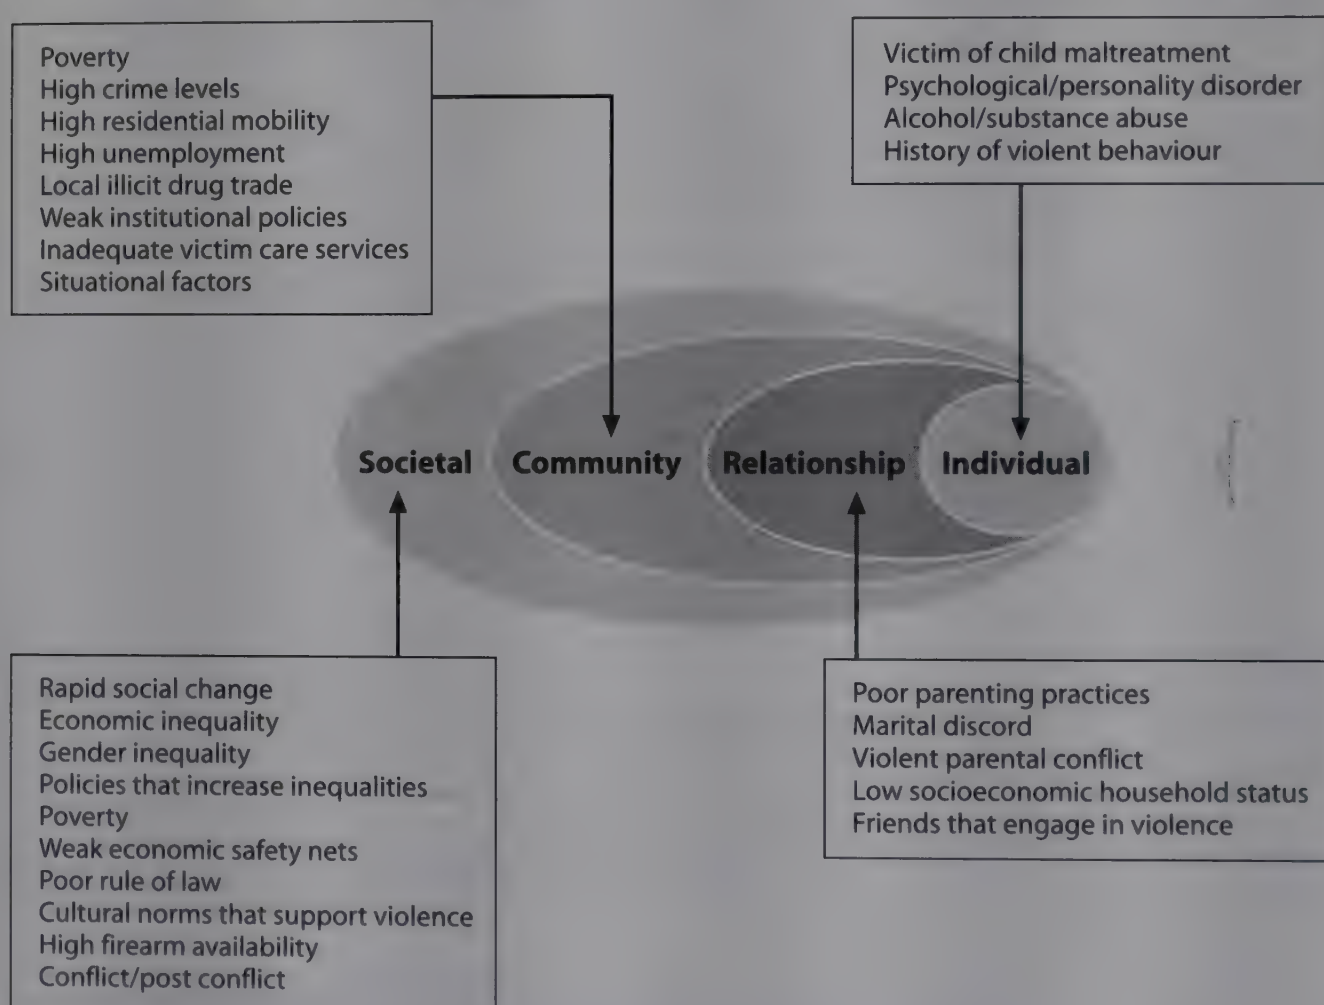 Poverty
High crime levels
High residential mobility
High unemployment
Local illicit drug trade
Weak institutional policies
Inadequate victim care services
Situational factors
Victim of child maltreatment
Psychological/personality disorder
Alcohol/substance abuse
History of violent behaviour
Societal
Community
Relationship
Individual
Rapid social change
Economic inequality
Gender inequality
Policies that increase inequalities
Poverty
Weak economic safety nets
Poor rule of law
Cultural norms that support violence
High firearm availability
Conflict/post conflict
Poor parenting practices
Marital discord
Violent parental conflict
Low socioeconomic household status
Friends that engage in violence